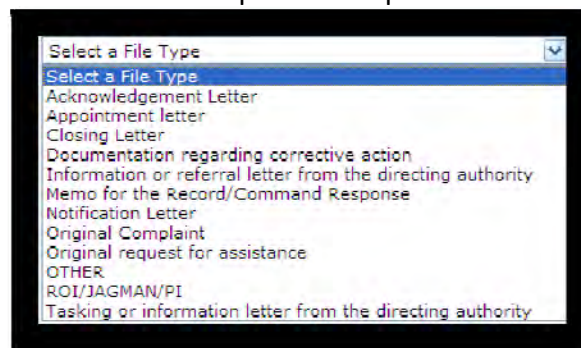 Select a File Type
Select a File Type
Acknowledgement Letter
Appointment letter
Closing Letter
Documentation regarding corrective action
Information or referral letter from the directing authority
Memo for the Record/Command Response
Notification Letter
Original Complaint
Original request for assistance
OTHER
ROI/JAGMAN/PI
Tasking or information letter from the directing authority